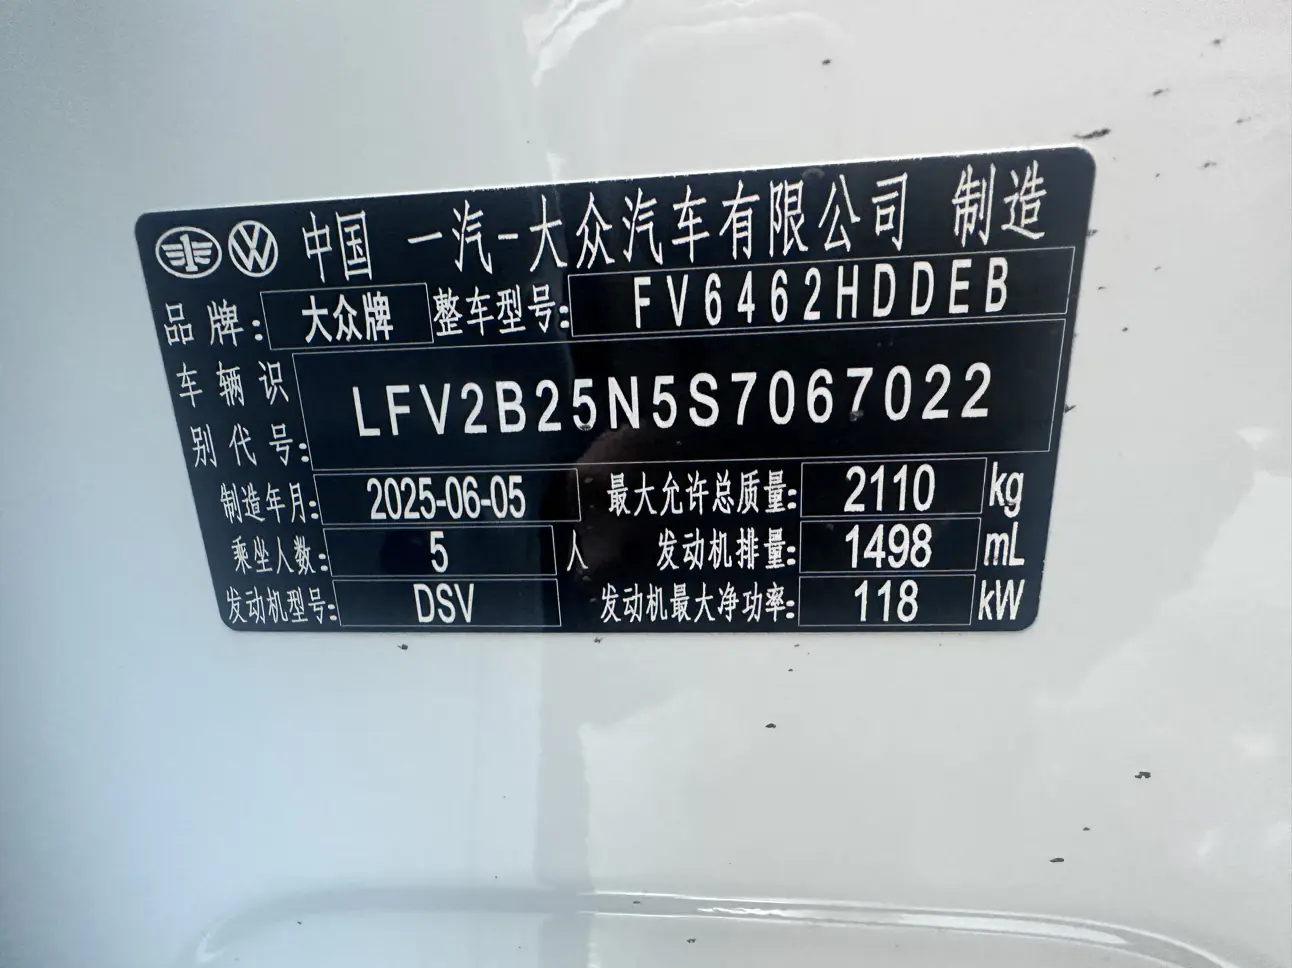 中国 一汽-大众汽车有限公司 制造
品牌: 大众牌 整车型号: FV6462HDDEB
车辆识别代号: LFV2B25N5S7067022
制造年月: 2025-06-05 最大允许总质量: 2110 kg
乘坐人数: 5 人 发动机排量: 1498 mL
发动机型号: DSV 发动机最大净功率: 118 kW